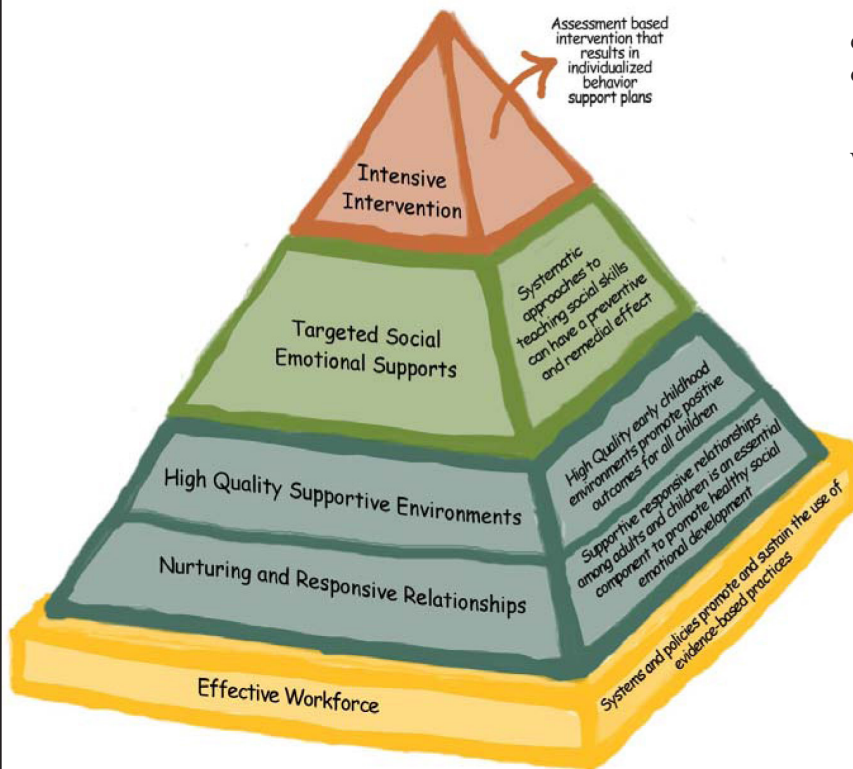 Assessment based
intervention that
results in
individualized
behavior
support plans
Intensive
Intervention
Targeted Social
Emotional Supports
Systematic
approaches to
teaching social skills
can have a preventive
and remedial effect
High Quality Supportive Environments
High Quality early childhood
environments promote positive
outcomes for all children
Nurturing and Responsive Relationships
Supportive responsive relationships
among adults and children is an essential
component to promote healthy social
emotional development
Effective Workforce
Systems and policies promote and sustain the use of
evidence-based practices